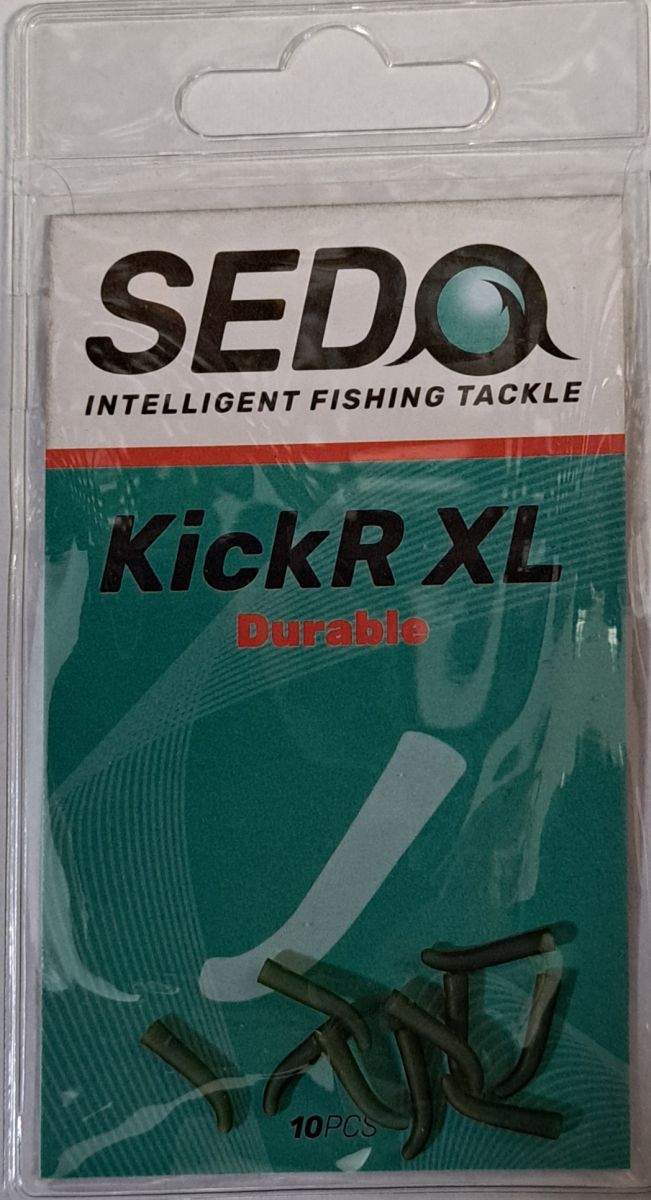 SEDO
INTELLIGENT FISHING TACKLE
KickR XL
Durable
10PCS